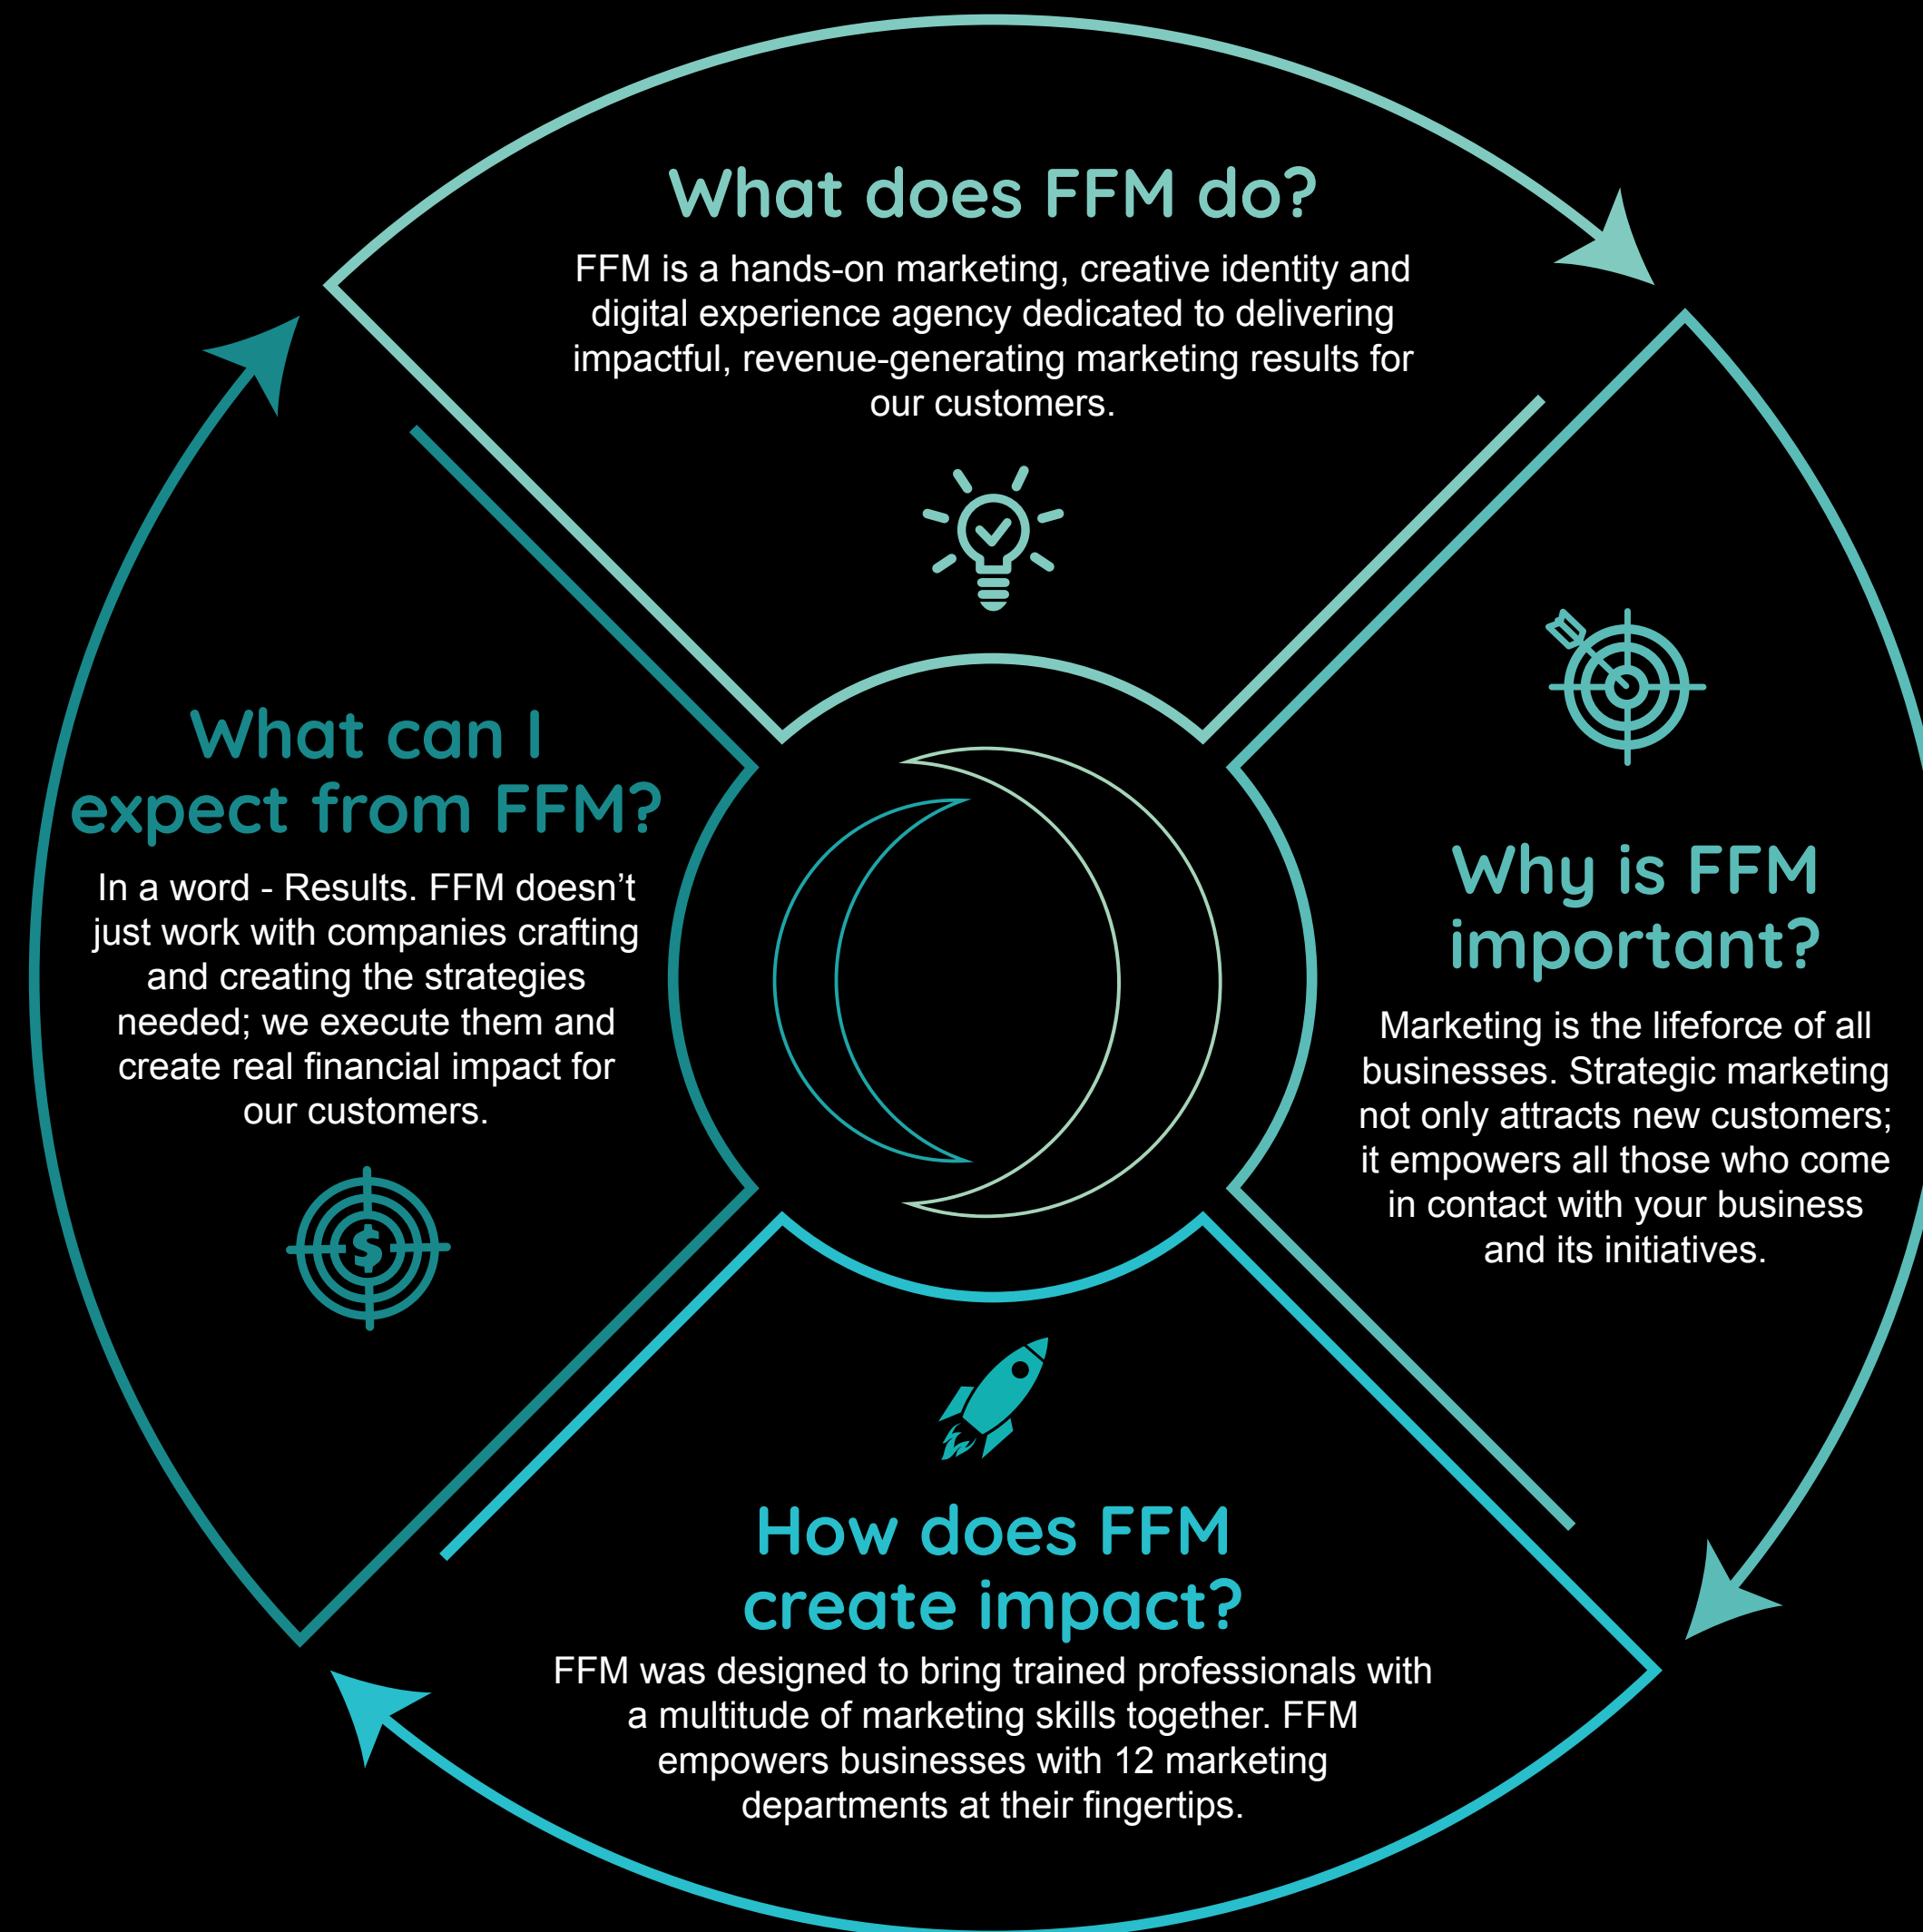 What does FFM do?
FFM is a hands-on marketing, creative identity and
digital experience agency dedicated to delivering
impactful, revenue-generating marketing results for
our customers.
Why is FFM
important?
Marketing is the lifeforce of all
businesses. Strategic marketing
not only attracts new customers;
it empowers all those who come
in contact with your business
and its initiatives.
How does FFM
create impact?
FFM was designed to bring trained professionals with
a multitude of marketing skills together. FFM
empowers businesses with 12 marketing
departments at their fingertips.
What can I
expect from FFM?
In a word - Results. FFM doesn’t
just work with companies crafting
and creating the strategies
needed; we execute them and
create real financial impact for
our customers.
$